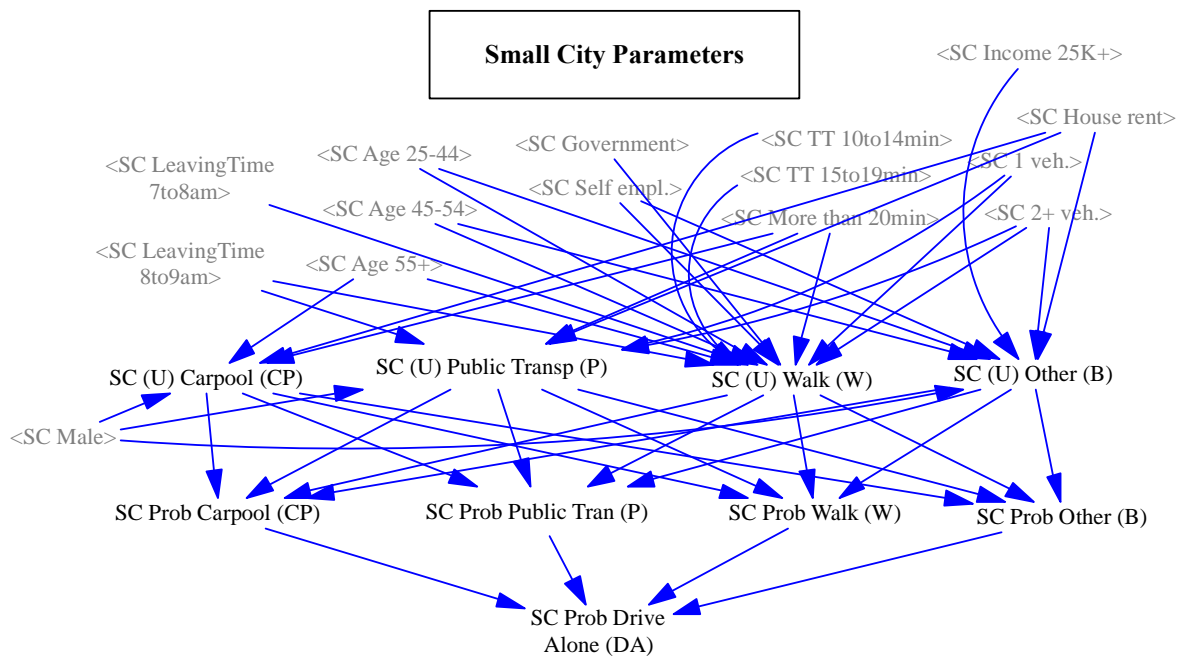 Small City Parameters
<SC Income 25K+>
<SC House rent>
<SC TT 10to14min>
<SC Government>
<SC Age 25-44>
<SC LeavingTime
7to8am>
<SC 1 veh.>
<SC TT 15to19min>
<SC Self empl.>
<SC Age 45-54>
<SC More than 20min>
<SC 2+ veh.>
<SC LeavingTime
8to9am>
<SC Age 55+>
SC (U) Carpool (CP)
SC (U) Public Transp (P)
SC (U) Walk (W)
SC (U) Other (B)
<SC Male>
SC Prob Carpool (CP)
SC Prob Public Tran (P)
SC Prob Walk (W)
SC Prob Other (B)
SC Prob Drive
Alone (DA)